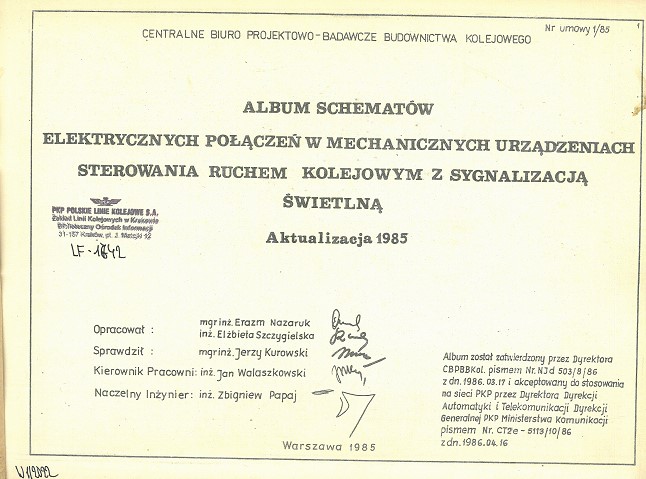 Nr umowy 1/85
1
CENTRALNE BIURO PROJEKTOWO-BADAWCZE BUDOWNICTWA KOLEJOWEGO
ALBUM SCHEMATÓW
ELEKTRYCZNYCH POŁĄCZEŃ W MECHANICZNYCH URZĄDZENIACH
STEROWANIA RUCHEM KOLEJOWYM Z SYGNALIZACJĄ
ŚWIETLNĄ
Aktualizacja 1985
PKP POLSKIE LINIE KOLEJOWE S.A.
Zakład Linii Kolejowych w Krakowie
Biblioteczny Ośrodek Informacji
31-157 Kraków, pl. J. Matejki 12
LF-1642
Opracował : mgr inż. Erazm Nazaruk
inż. Elżbieta Szczygielska
Sprawdził : mgr inż. Jerzy Kurowski
Kierownik Pracowni: inż. Jan Walaszkowski
Naczelny Inżynier: inż. Zbigniew Papaj
Album został zatwierdzony przez Dyrektora
CBPBBKol. pismem Nr. NJd 503/8/86
z dn. 1986.03.17 i akceptowany do stosowania
na sieci PKP przez Dyrektora Dyrekcji
Automatyki i Telekomunikacji Dyrekcji
Generalnej PKP Ministerstwa Komunikacji
pismem Nr. CT2e-5113/10/86
z dn. 1986.04.16
Warszawa 1985